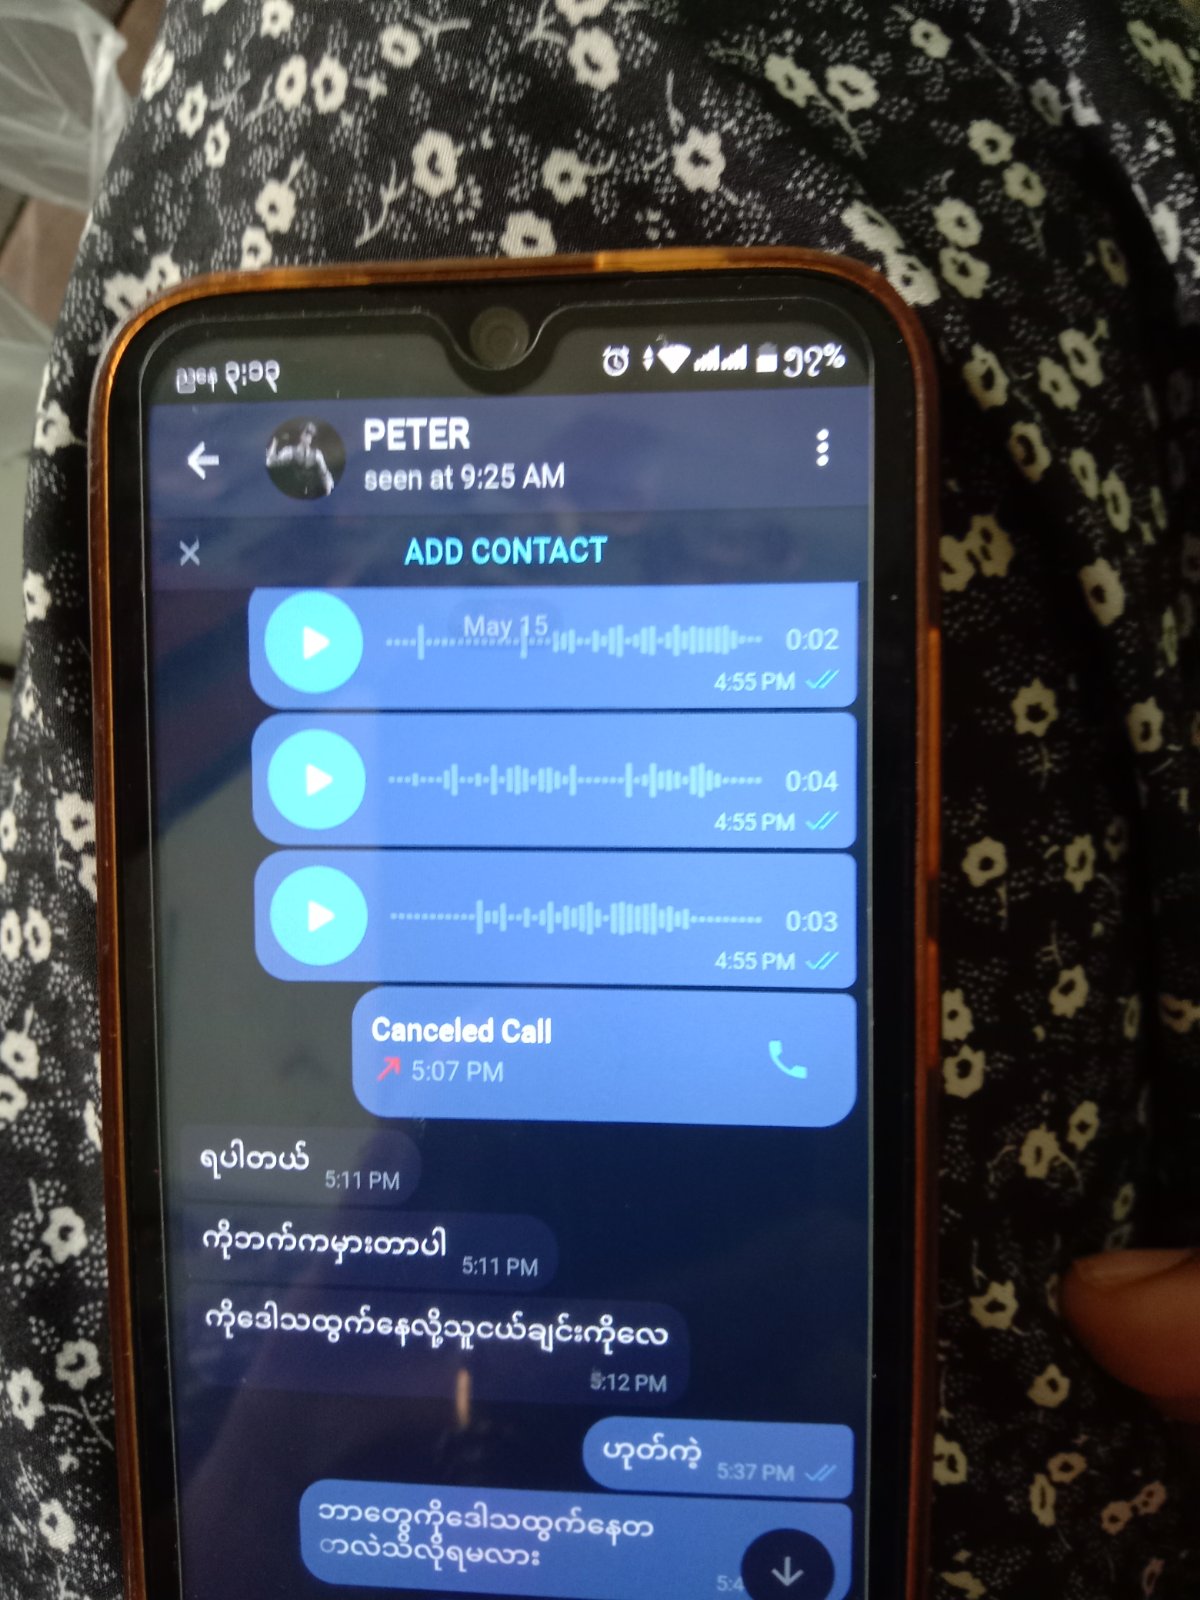 ညနေ ၃:၁၃
၅၇%
PETER
seen at 9:25 AM
ADD CONTACT
May 15
0:02
4:55 PM
0:04
4:55 PM
0:03
4:55 PM
Canceled Call
5:07 PM
ရပါတယ်
5:11 PM
ကိုဘက်ကမှားတာပါ
5:11 PM
ကိုဒေါသထွက်နေလို့သူငယ်ချင်းကိုလေ
5:12 PM
ဟုတ်ကဲ့
5:37 PM
ဘာတွေကိုဒေါသထွက်နေတ
ာလဲသိလို့ရမလား